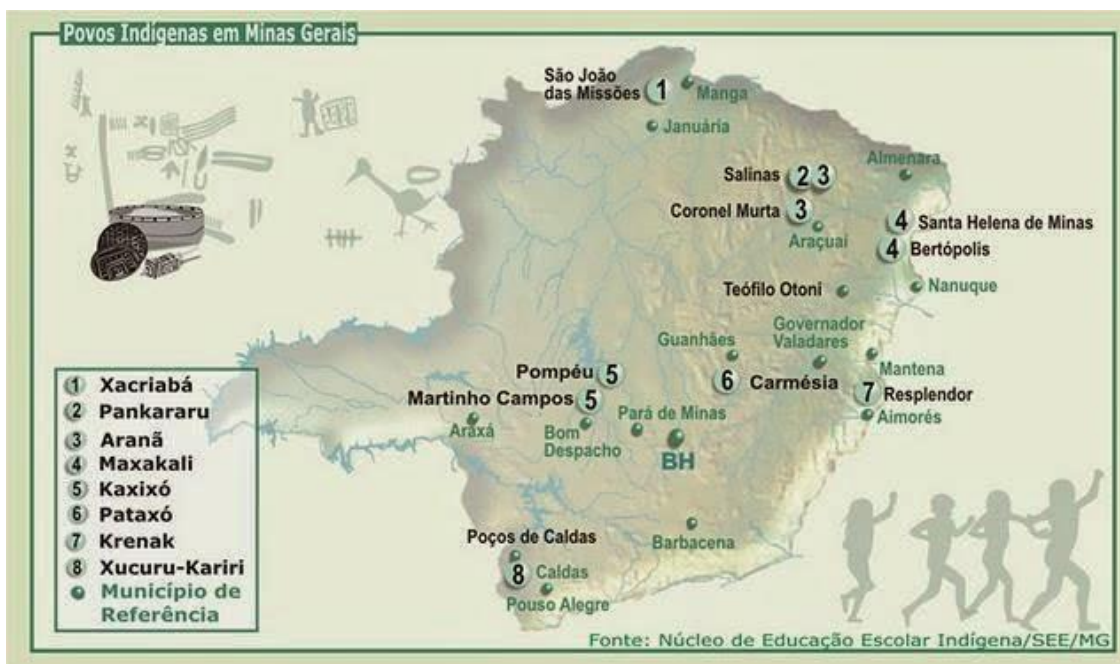 Povos Indígenas em Minas Gerais
São João
das Missões
1
Manga
Januária
Salinas
2 3
Almenara
Coronel Murta
3
Araçuaí
4
Santa Helena de Minas
4
Bertópolis
Teófilo Otoni
Nanuque
Guanhães
Governador
Valadares
Mantena
Pompéu
5
6
Carmésia
7
Resplendor
Martinho Campos
5
Pará de Minas
Aimorés
Araxá
Bom
Despacho
BH
Poços de Caldas
Barbacena
8
Caldas
Pouso Alegre
1 Xacriabá
2 Pankararu
3 Aranã
4 Maxakali
5 Kaxixó
6 Pataxó
7 Krenak
8 Xucuru-Kariri
Município de
Referência
Fonte: Núcleo de Educação Escolar Indígena/SEE/MG